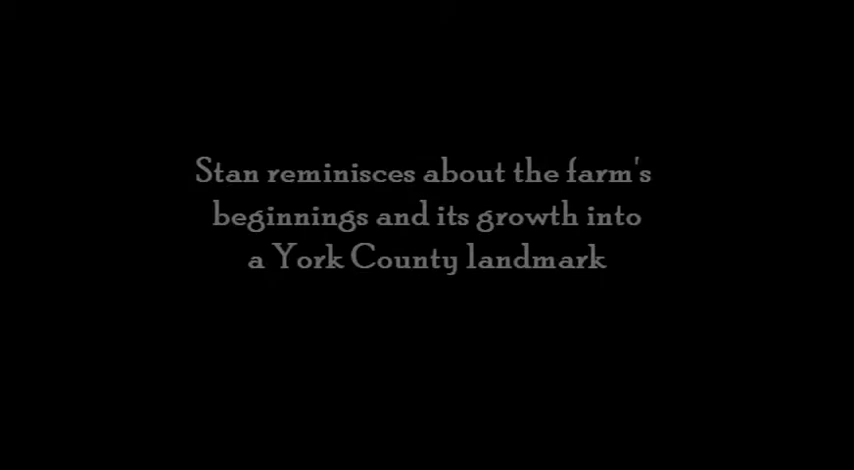 Stan reminisces about the farm's
beginnings and its growth into
a York County landmark